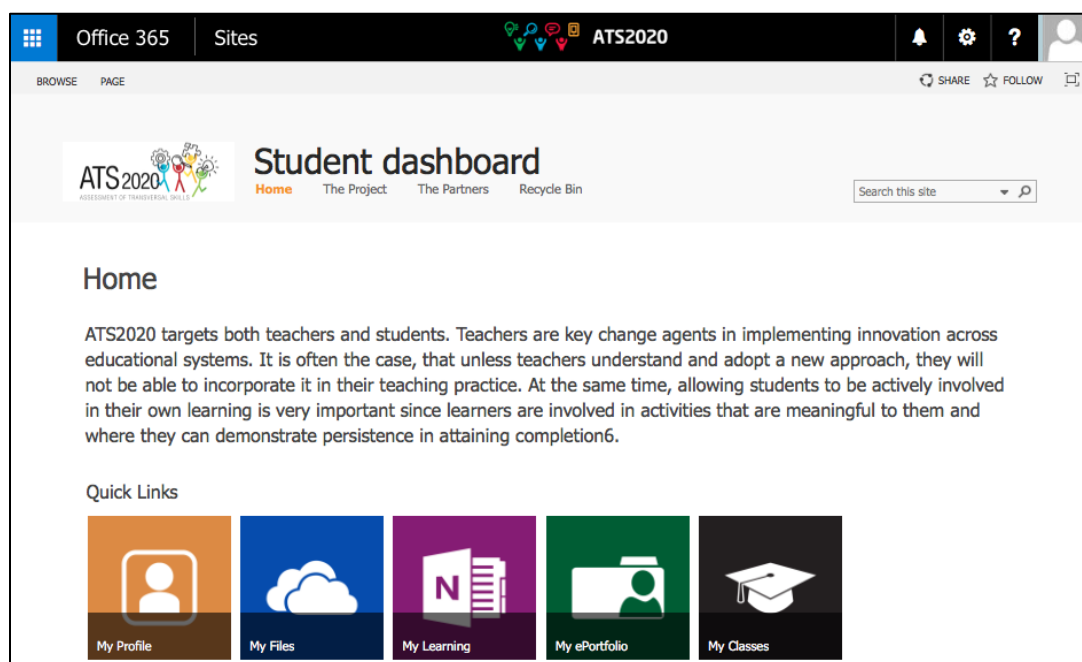 Office 365 Sites ATS2020 ?
BROWSE PAGE SHARE FOLLOW
ATS2020
ASSESSMENT OF TRANSVERSAL SKILLS
Student dashboard
Home The Project The Partners Recycle Bin
Search this site
Home
ATS2020 targets both teachers and students. Teachers are key change agents in implementing innovation across
educational systems. It is often the case, that unless teachers understand and adopt a new approach, they will
not be able to incorporate it in their teaching practice. At the same time, allowing students to be actively involved
in their own learning is very important since learners are involved in activities that are meaningful to them and
where they can demonstrate persistence in attaining completion6.
Quick Links
N
My Profile My Files My Learning My ePortfolio My Classes